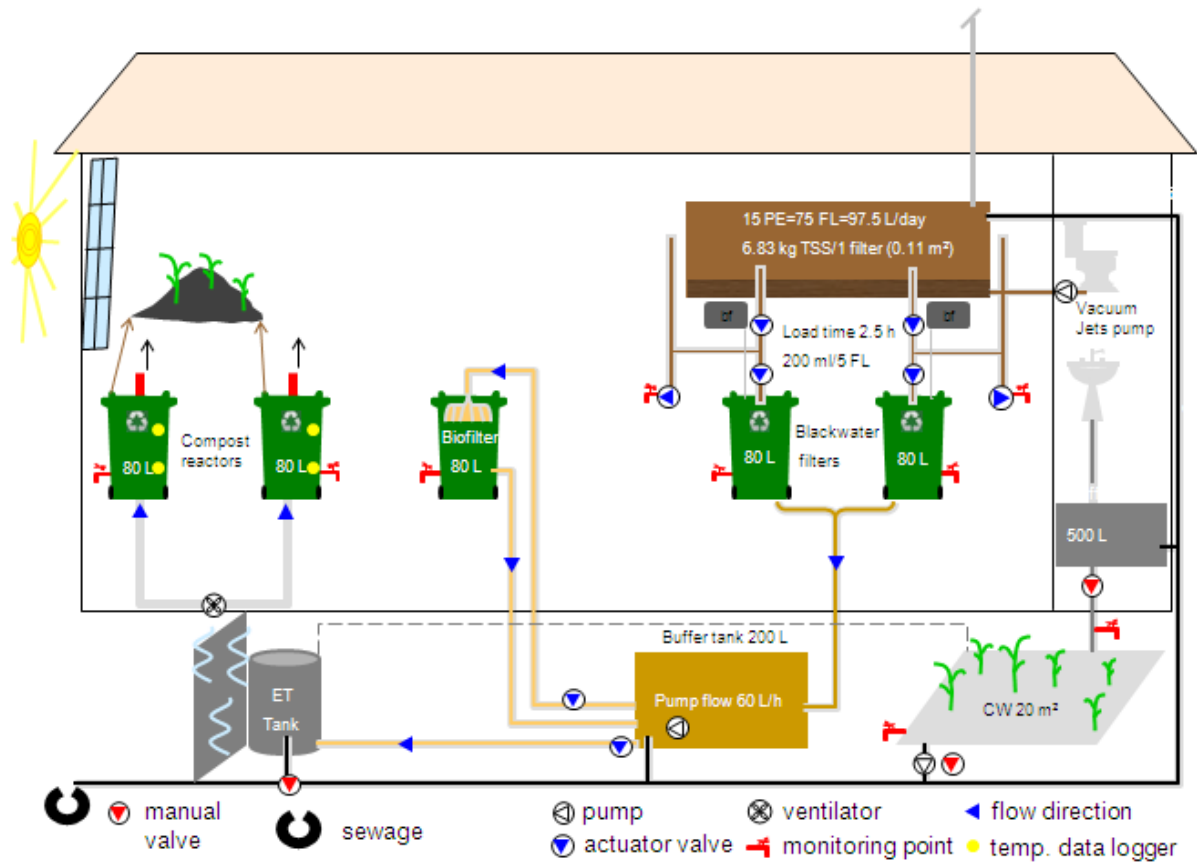 15 PE=75 FL=97.5 L/day
6.83 kg TSS/1 filter (0.11 m²)
bf
bf
Vacuum
Jets pump
Load time 2.5 h
200 ml/5 FL
Compost
reactors
80 L
80 L
Biofilter
80 L
Blackwater
filters
80 L
80 L
500 L
Buffer tank 200 L
Pump flow 60 L/h
ET
Tank
CW 20 m²
manual
valve
sewage
pump
actuator valve
ventilator
monitoring point
flow direction
temp. data logger